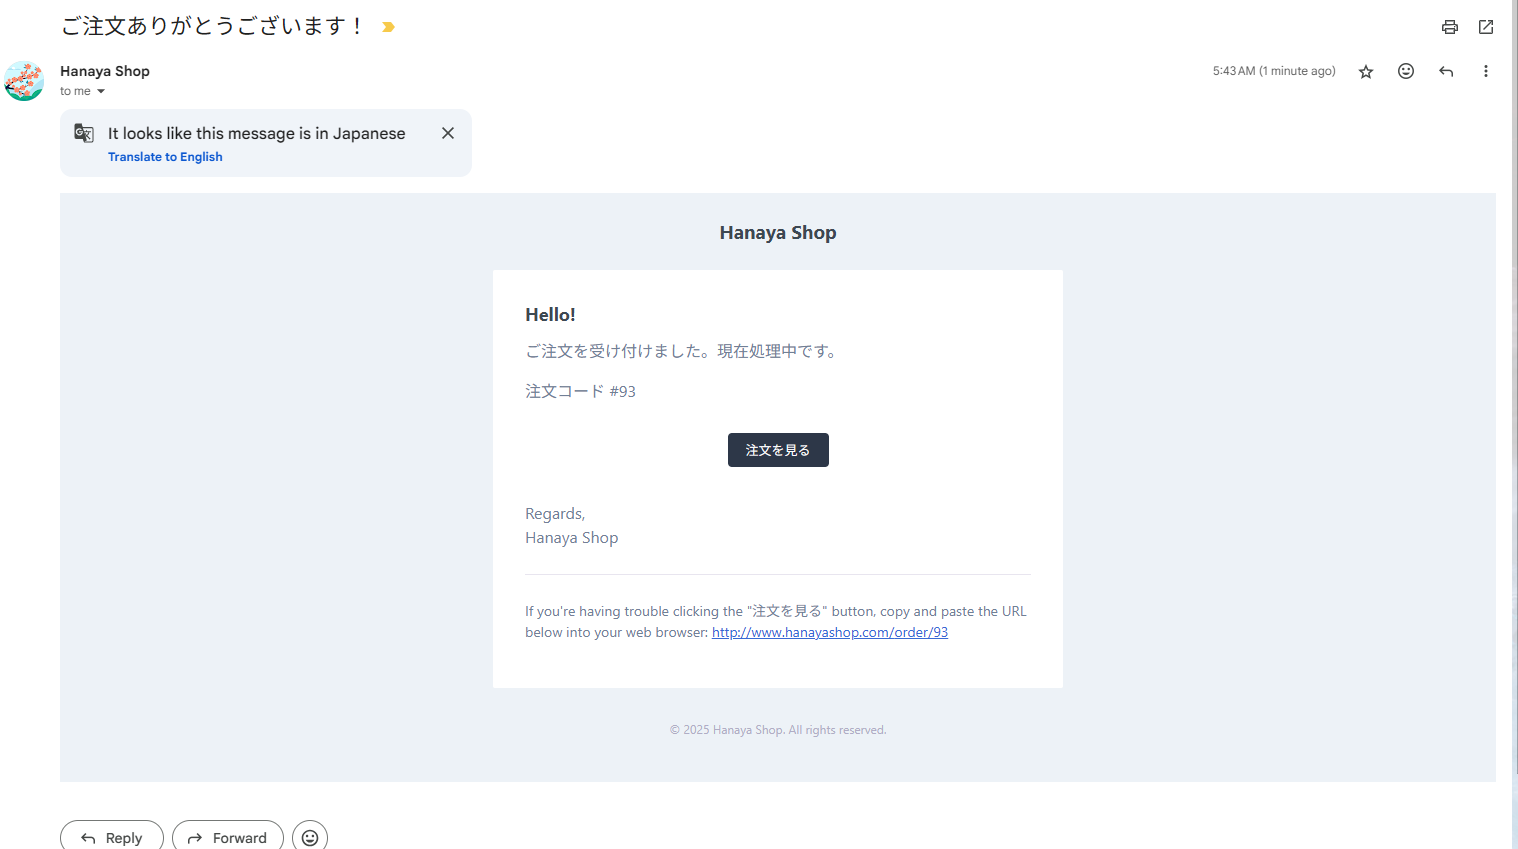 ご注文ありがとうございます！
Hanaya Shop
5:43 AM (1 minute ago)
to me
It looks like this message is in Japanese
Translate to English
Hanaya Shop
Hello!
ご注文を受け付けました。現在処理中です。
注文コード #93
注文を見る
Regards,
Hanaya Shop
If you're having trouble clicking the "注文を見る" button, copy and paste the URL
below into your web browser: http://www.hanayashop.com/order/93
© 2025 Hanaya Shop. All rights reserved.
Reply
Forward